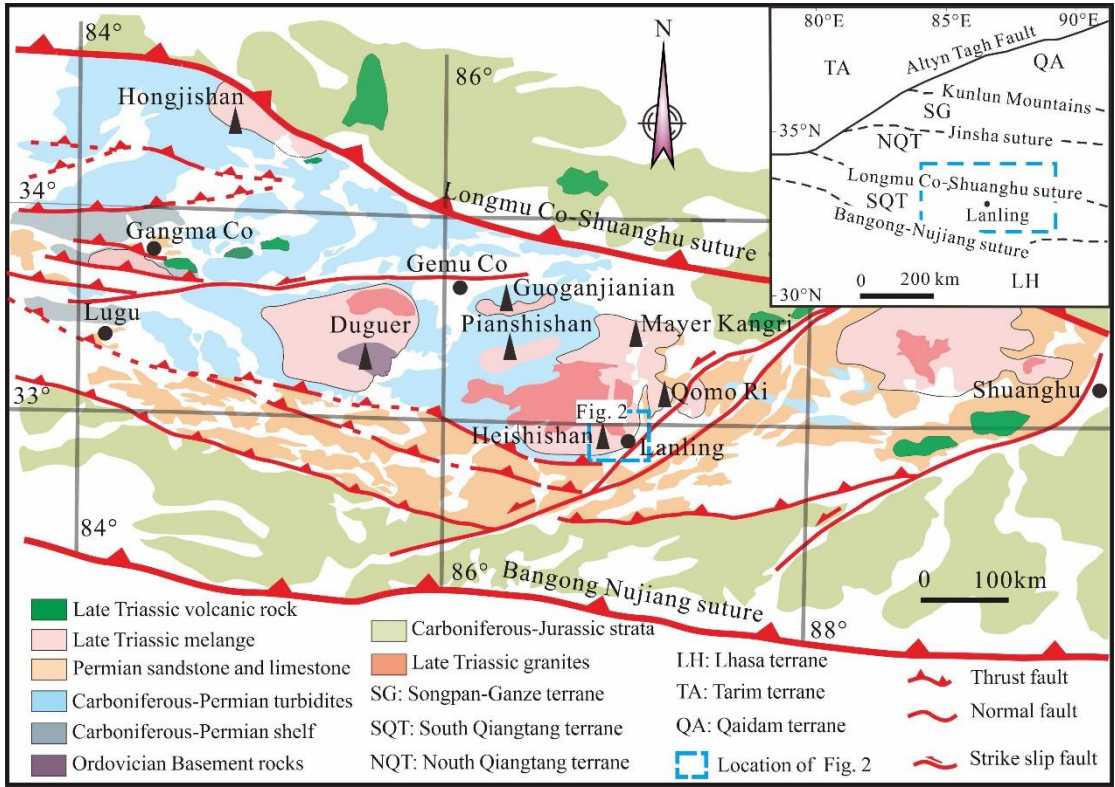 84°
86°
N
Hongjishan
34°
Longmu Co-Shuanghu suture
Gangma Co
Gemu Co
Guoganjianian
Lugu
Duguer
Pianshishan
Mayer Kangri
33°
Qomo Ri
Shuanghu
Fig. 2
Heishishan
Lanling
84°
86°
Bangong Nujiang suture
88°
0 100km
80°E
85°E
90°E
TA
Altyn Tagh Fault
QA
Kunlun Mountains
SG
35°N
Jinsha suture
NQT
Longmu Co-Shuanghu suture
SQT
Lanling
Bangong-Nujiang suture
LH
0 200 km
30°N
Late Triassic volcanic rock
Late Triassic melange
Permian sandstone and limestone
Carboniferous-Permian turbidites
Carboniferous-Permian shelf
Ordovician Basement rocks
Carboniferous-Jurassic strata
Late Triassic granites
SG: Songpan-Ganze terrane
SQT: South Qiangtang terrane
NQT: Nouth Qiangtang terrane
LH: Lhasa terrane
TA: Tarim terrane
QA: Qaidam terrane
Location of Fig. 2
Thrust fault
Normal fault
Strike slip fault